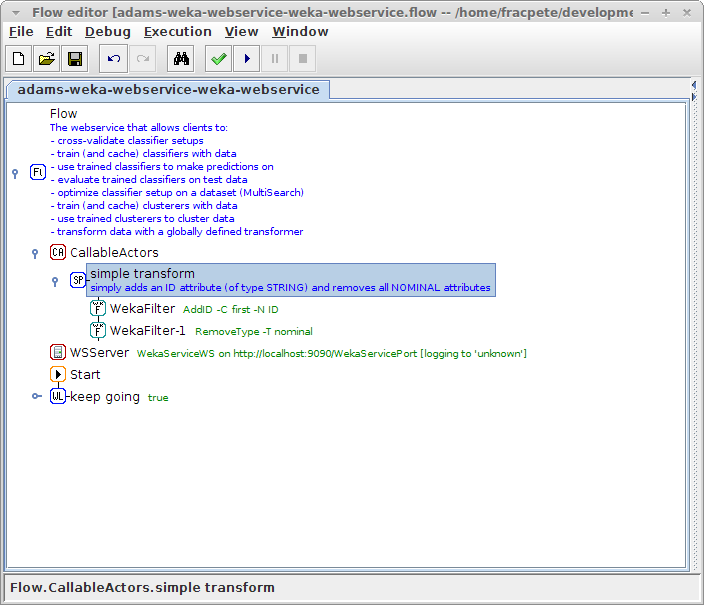 Flow editor [adams-weka-webservice-weka-webservice.flow -- /home/fracpete/developme
File Edit Debug Execution View Window
adams-weka-webservice-weka-webservice
Flow
The webservice that allows clients to:
- cross-validate classifier setups
- train (and cache) classifiers with data
- use trained classifiers to make predictions on
Fl
- evaluate trained classifiers on test data
- optimize classifier setup on a dataset (MultiSearch)
- train (and cache) clusterers with data
- use trained clusterers to cluster data
- transform data with a globally defined transformer
CA CallableActors
SP simple transform
simply adds an ID attribute (of type STRING) and removes all NOMINAL attributes
F WekaFilter AddID -C first -N ID
F WekaFilter-1 RemoveType -T nominal
WSServer WekaServiceWS on http://localhost:9090/WekaServicePort [logging to 'unknown']
Start
WL keep going true
Flow.CallableActors.simple transform